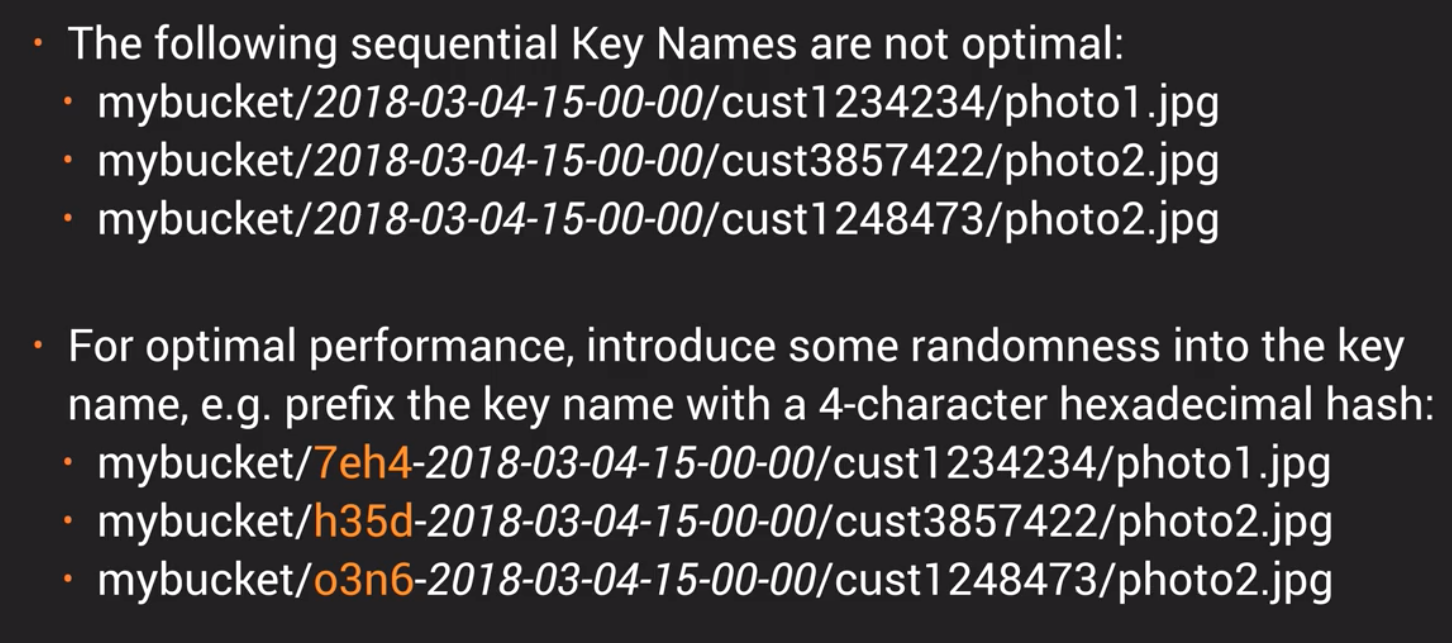 • The following sequential Key Names are not optimal:
• mybucket/2018-03-04-15-00-00/cust1234234/photo1.jpg
• mybucket/2018-03-04-15-00-00/cust3857422/photo2.jpg
• mybucket/2018-03-04-15-00-00/cust1248473/photo2.jpg
• For optimal performance, introduce some randomness into the key
name, e.g. prefix the key name with a 4-character hexadecimal hash:
• mybucket/7eh4-2018-03-04-15-00-00/cust1234234/photo1.jpg
• mybucket/h35d-2018-03-04-15-00-00/cust3857422/photo2.jpg
• mybucket/o3n6-2018-03-04-15-00-00/cust1248473/photo2.jpg